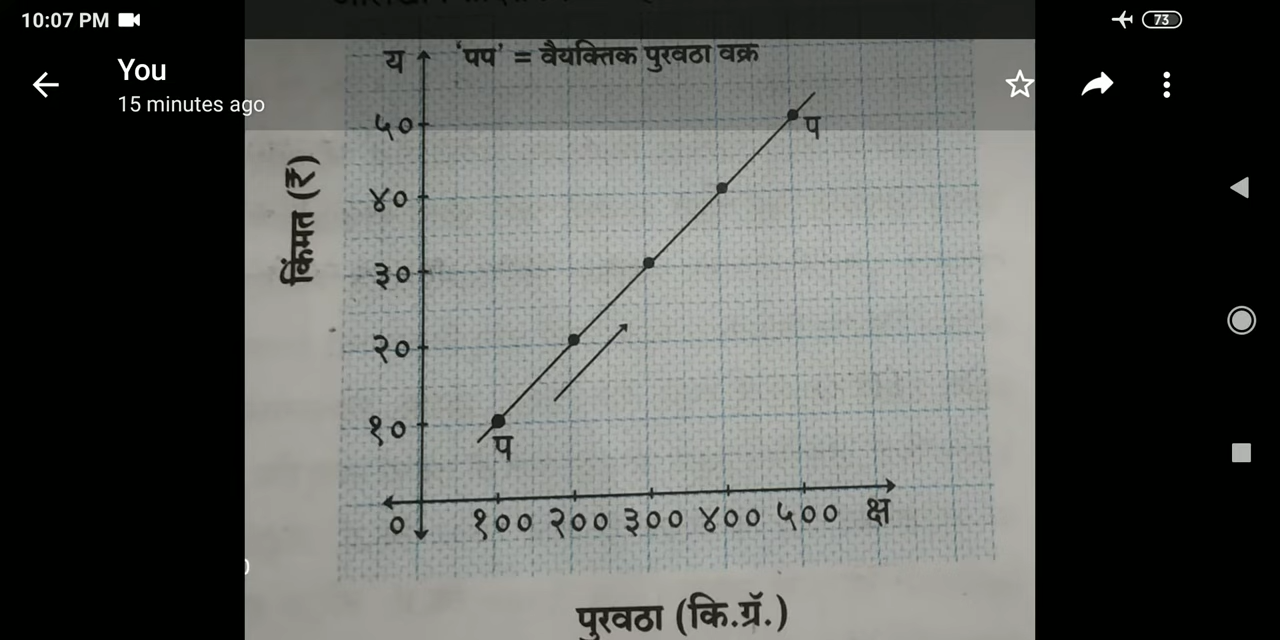 10:07 PM
73
You
15 minutes ago
य
'पप' = वैयक्तिक पुरवठा वक्र
५०
प
किंमत (₹)
४०
३०
२०
१०
प
० १०० २०० ३०० ४०० ५०० क्ष
पुरवठा (कि.ग्रॅ.)